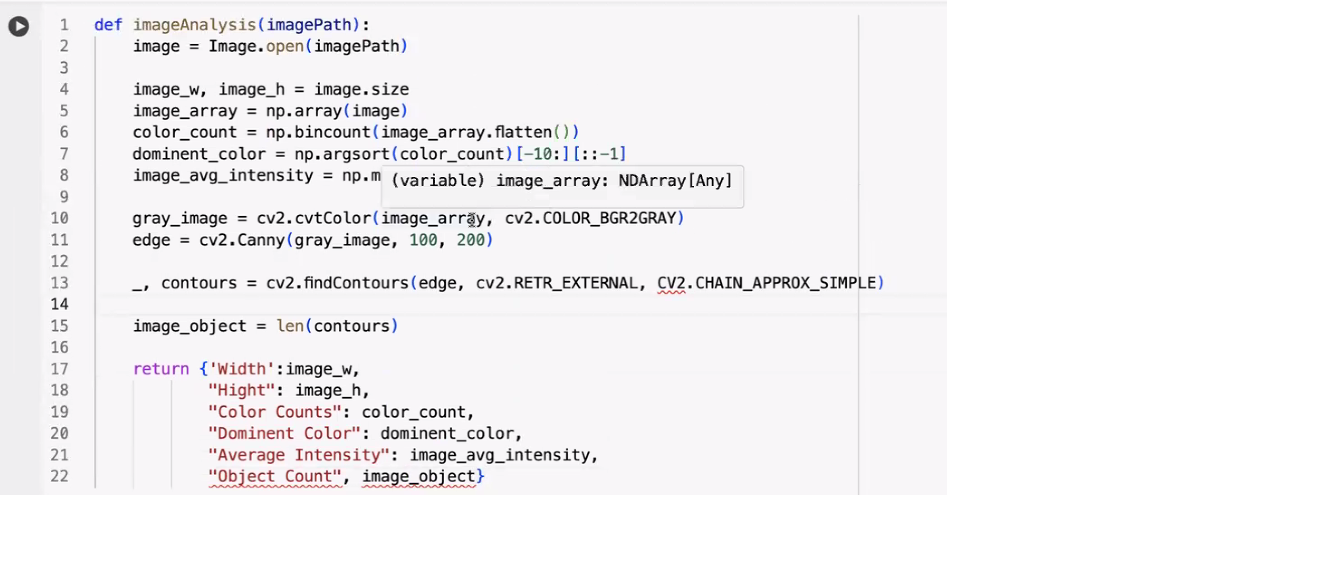 1 def imageAnalysis(imagePath):
2 image = Image.open(imagePath)
3
4 image_w, image_h = image.size
5 image_array = np.array(image)
6 color_count = np.bincount(image_array.flatten())
7 dominent_color = np.argsort(color_count)[-10:][::-1]
8 image_avg_intensity = np.m
(variable) image_array: NDArray[Any]
9
10 gray_image = cv2.cvtColor(image_array, cv2.COLOR_BGR2GRAY)
11 edge = cv2.Canny(gray_image, 100, 200)
12
13 _, contours = cv2.findContours(edge, cv2.RETR_EXTERNAL, CV2.CHAIN_APPROX_SIMPLE)
14
15 image_object = len(contours)
16
17 return {'Width':image_w,
18 "Hight": image_h,
19 "Color Counts": color_count,
20 "Dominent Color": dominent_color,
21 "Average Intensity": image_avg_intensity,
22 "Object Count", image_object}